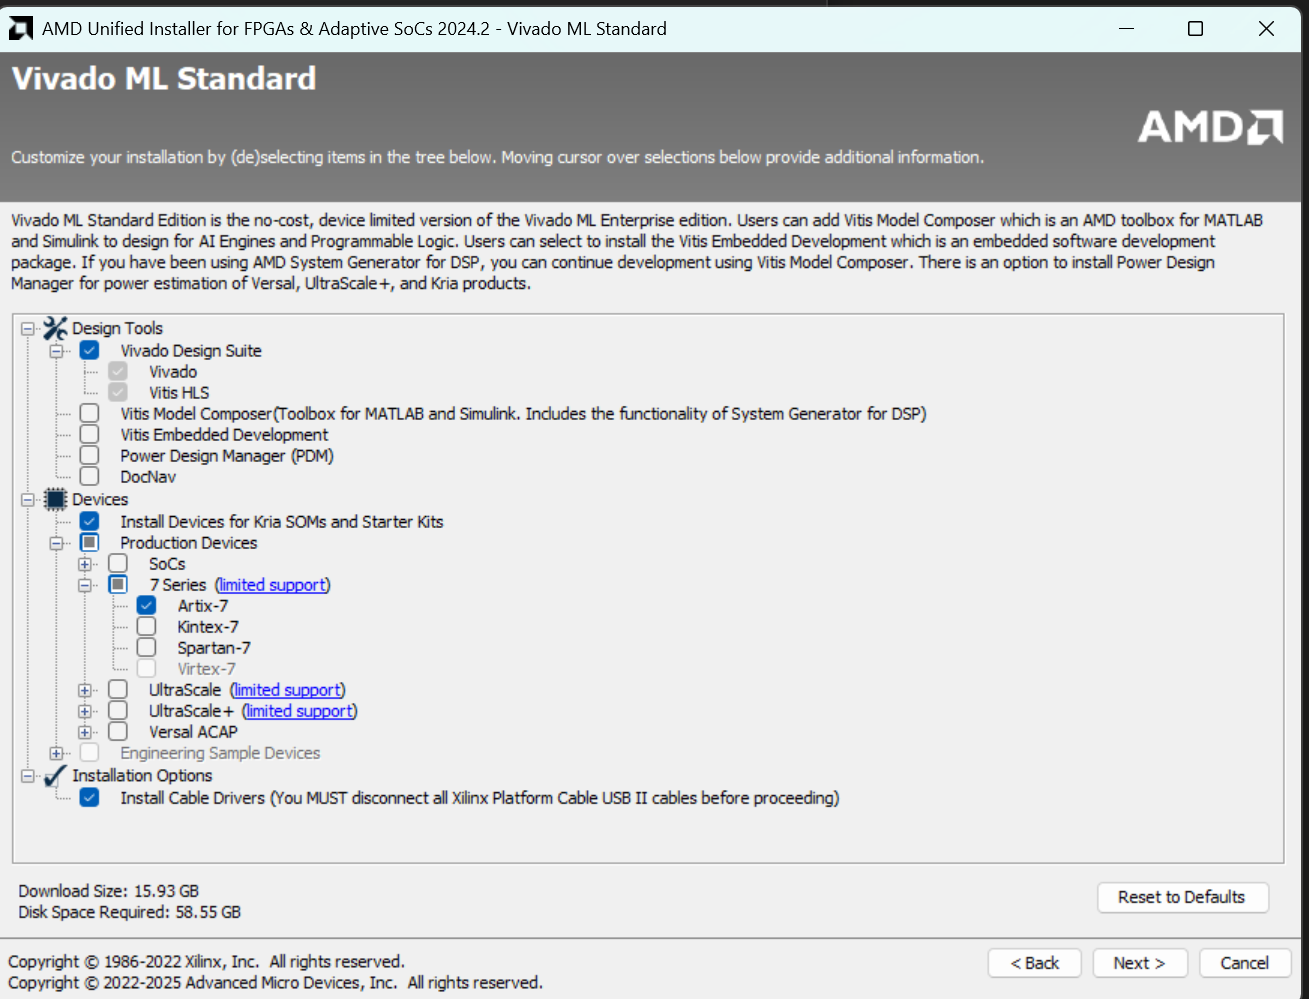 AMD Unified Installer for FPGAs & Adaptive SoCs 2024.2 - Vivado ML Standard
Vivado ML Standard
AMD
Customize your installation by (de)selecting items in the tree below. Moving cursor over selections below provide additional information.
Vivado ML Standard Edition is the no-cost, device limited version of the Vivado ML Enterprise edition. Users can add Vitis Model Composer which is an AMD toolbox for MATLAB
and Simulink to design for AI Engines and Programmable Logic. Users can select to install the Vitis Embedded Development which is an embedded software development
package. If you have been using AMD System Generator for DSP, you can continue development using Vitis Model Composer. There is an option to install Power Design
Manager for power estimation of Versal, UltraScale+, and Kria products.
Design Tools
Vivado Design Suite
Vivado
Vitis HLS
Vitis Model Composer(Toolbox for MATLAB and Simulink. Includes the functionality of System Generator for DSP)
Vitis Embedded Development
Power Design Manager (PDM)
DocNav
Devices
Install Devices for Kria SOMs and Starter Kits
Production Devices
SoCs
7 Series (limited support)
Artix-7
Kintex-7
Spartan-7
Virtex-7
UltraScale (limited support)
UltraScale+ (limited support)
Versal ACAP
Engineering Sample Devices
Installation Options
Install Cable Drivers (You MUST disconnect all Xilinx Platform Cable USB II cables before proceeding)
Download Size: 15.93 GB
Disk Space Required: 58.55 GB
Reset to Defaults
Copyright © 1986-2022 Xilinx, Inc. All rights reserved.
Copyright © 2022-2025 Advanced Micro Devices, Inc. All rights reserved.
< Back
Next >
Cancel